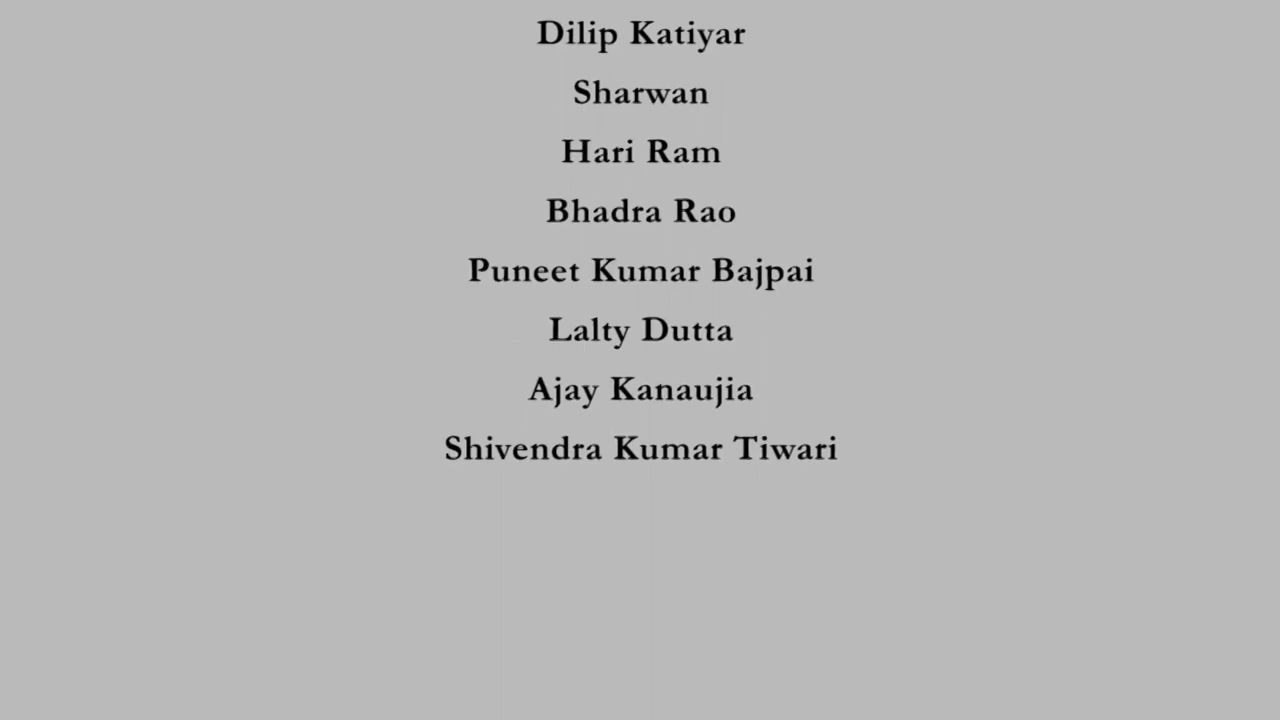 Dilip Katiyar
Sharwan
Hari Ram
Bhadra Rao
Puneet Kumar Bajpai
Lalty Dutta
Ajay Kanaujia
Shivendra Kumar Tiwari